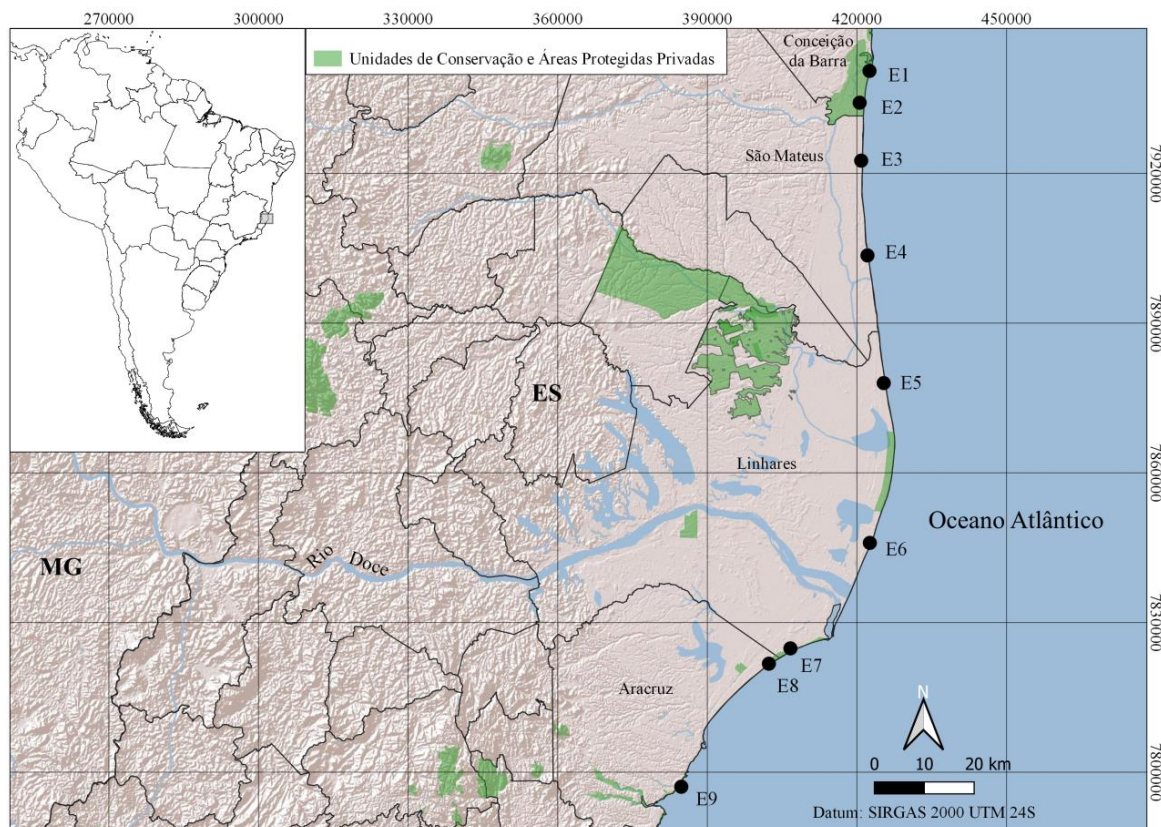 270000
300000
330000
360000
390000
420000
450000
Unidades de Conservação e Áreas Protegidas Privadas
Conceição
da Barra
E1
E2
São Mateus
E3
7920000
E4
7890000
ES
E5
Linhares
7860000
Oceano Atlântico
E6
MG
Rio Doce
7830000
E7
E8
Aracruz
N
0 10 20 km
7800000
E9
Datum: SIRGAS 2000 UTM 24S